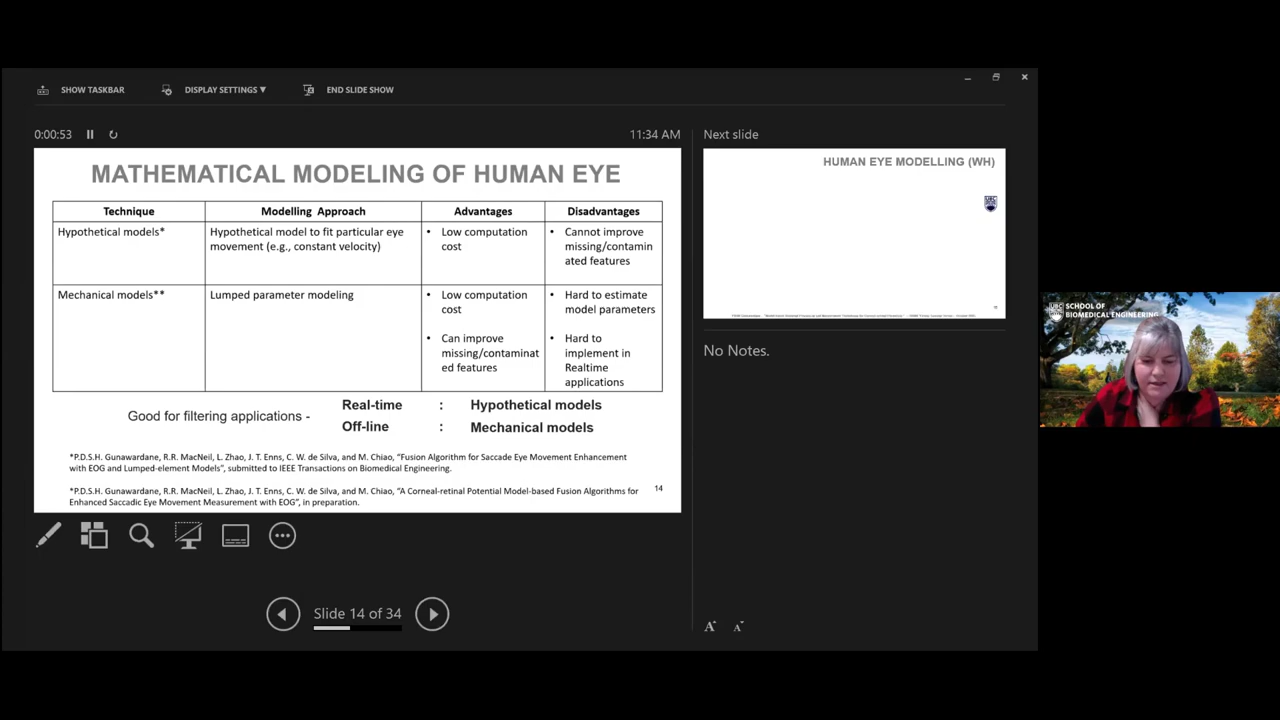 SHOW TASKBAR
DISPLAY SETTINGS ▼
END SLIDE SHOW
0:00:53
11:34 AM
Next slide
MATHEMATICAL MODELING OF HUMAN EYE
Technique
Modelling Approach
Advantages
Disadvantages
Hypothetical models*
Hypothetical model to fit particular eye
movement (e.g., constant velocity)
• Low computation
cost
• Cannot improve
missing/contamin
ated features
Mechanical models**
Lumped parameter modeling
• Low computation
cost
• Can improve
missing/contaminat
ed features
• Hard to estimate
model parameters
• Hard to
implement in
Realtime
applications
Good for filtering applications -
Real-time : Hypothetical models
Off-line : Mechanical models
*P.D.S.H. Gunawardane, R.R. MacNeil, L. Zhao, J. T. Enns, C. W. de Silva, and M. Chiao, "Fusion Algorithm for Saccade Eye Movement Enhancement
with EOG and Lumped-element Models", submitted to IEEE Transactions on Biomedical Engineering.
*P.D.S.H. Gunawardane, R.R. MacNeil, L. Zhao, J. T. Enns, C. W. de Silva, and M. Chiao, "A Corneal-retinal Potential Model-based Fusion Algorithms for
Enhanced Saccadic Eye Movement Measurement with EOG", in preparation.
14
HUMAN EYE MODELLING (WH)
UBC
No Notes.
UBC
SCHOOL OF
BIOMEDICAL ENGINEERING
Slide 14 of 34
A
A